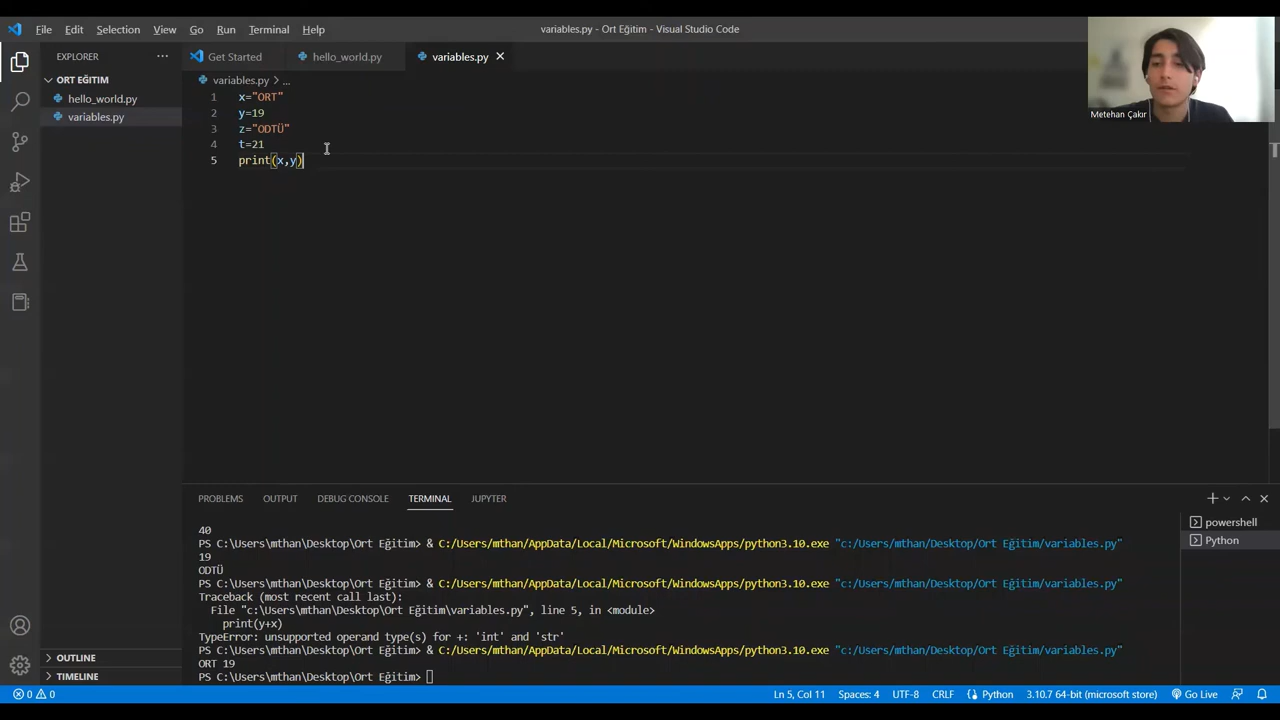 File Edit Selection View Go Run Terminal Help
variables.py - Ort Eğitim - Visual Studio Code
EXPLORER
ORT EĞITIM
hello_world.py
variables.py
OUTLINE
TIMELINE
Get Started
hello_world.py
variables.py
variables.py > ...
1 x="ORT"
2 y=19
3 z="ODTÜ"
4 t=21
5 print(x,y)
Metehan Çakır
PROBLEMS OUTPUT DEBUG CONSOLE TERMINAL JUPYTER
40
PS C:\Users\mthan\Desktop\Ort Eğitim> & C:/Users/mthan/AppData/Local/Microsoft/WindowsApps/python3.10.exe "c:/Users/mthan/Desktop/Ort Eğitim/variables.py"
19
ODTÜ
PS C:\Users\mthan\Desktop\Ort Eğitim> & C:/Users/mthan/AppData/Local/Microsoft/WindowsApps/python3.10.exe "c:/Users/mthan/Desktop/Ort Eğitim/variables.py"
Traceback (most recent call last):
File "c:\Users\mthan\Desktop\Ort Eğitim\variables.py", line 5, in <module>
print(y+x)
TypeError: unsupported operand type(s) for +: 'int' and 'str'
PS C:\Users\mthan\Desktop\Ort Eğitim> & C:/Users/mthan/AppData/Local/Microsoft/WindowsApps/python3.10.exe "c:/Users/mthan/Desktop/Ort Eğitim/variables.py"
ORT 19
PS C:\Users\mthan\Desktop\Ort Eğitim>
powershell
Python
0 0
Ln 5, Col 11 Spaces: 4 UTF-8 CRLF Python 3.10.7 64-bit (microsoft store) Go Live